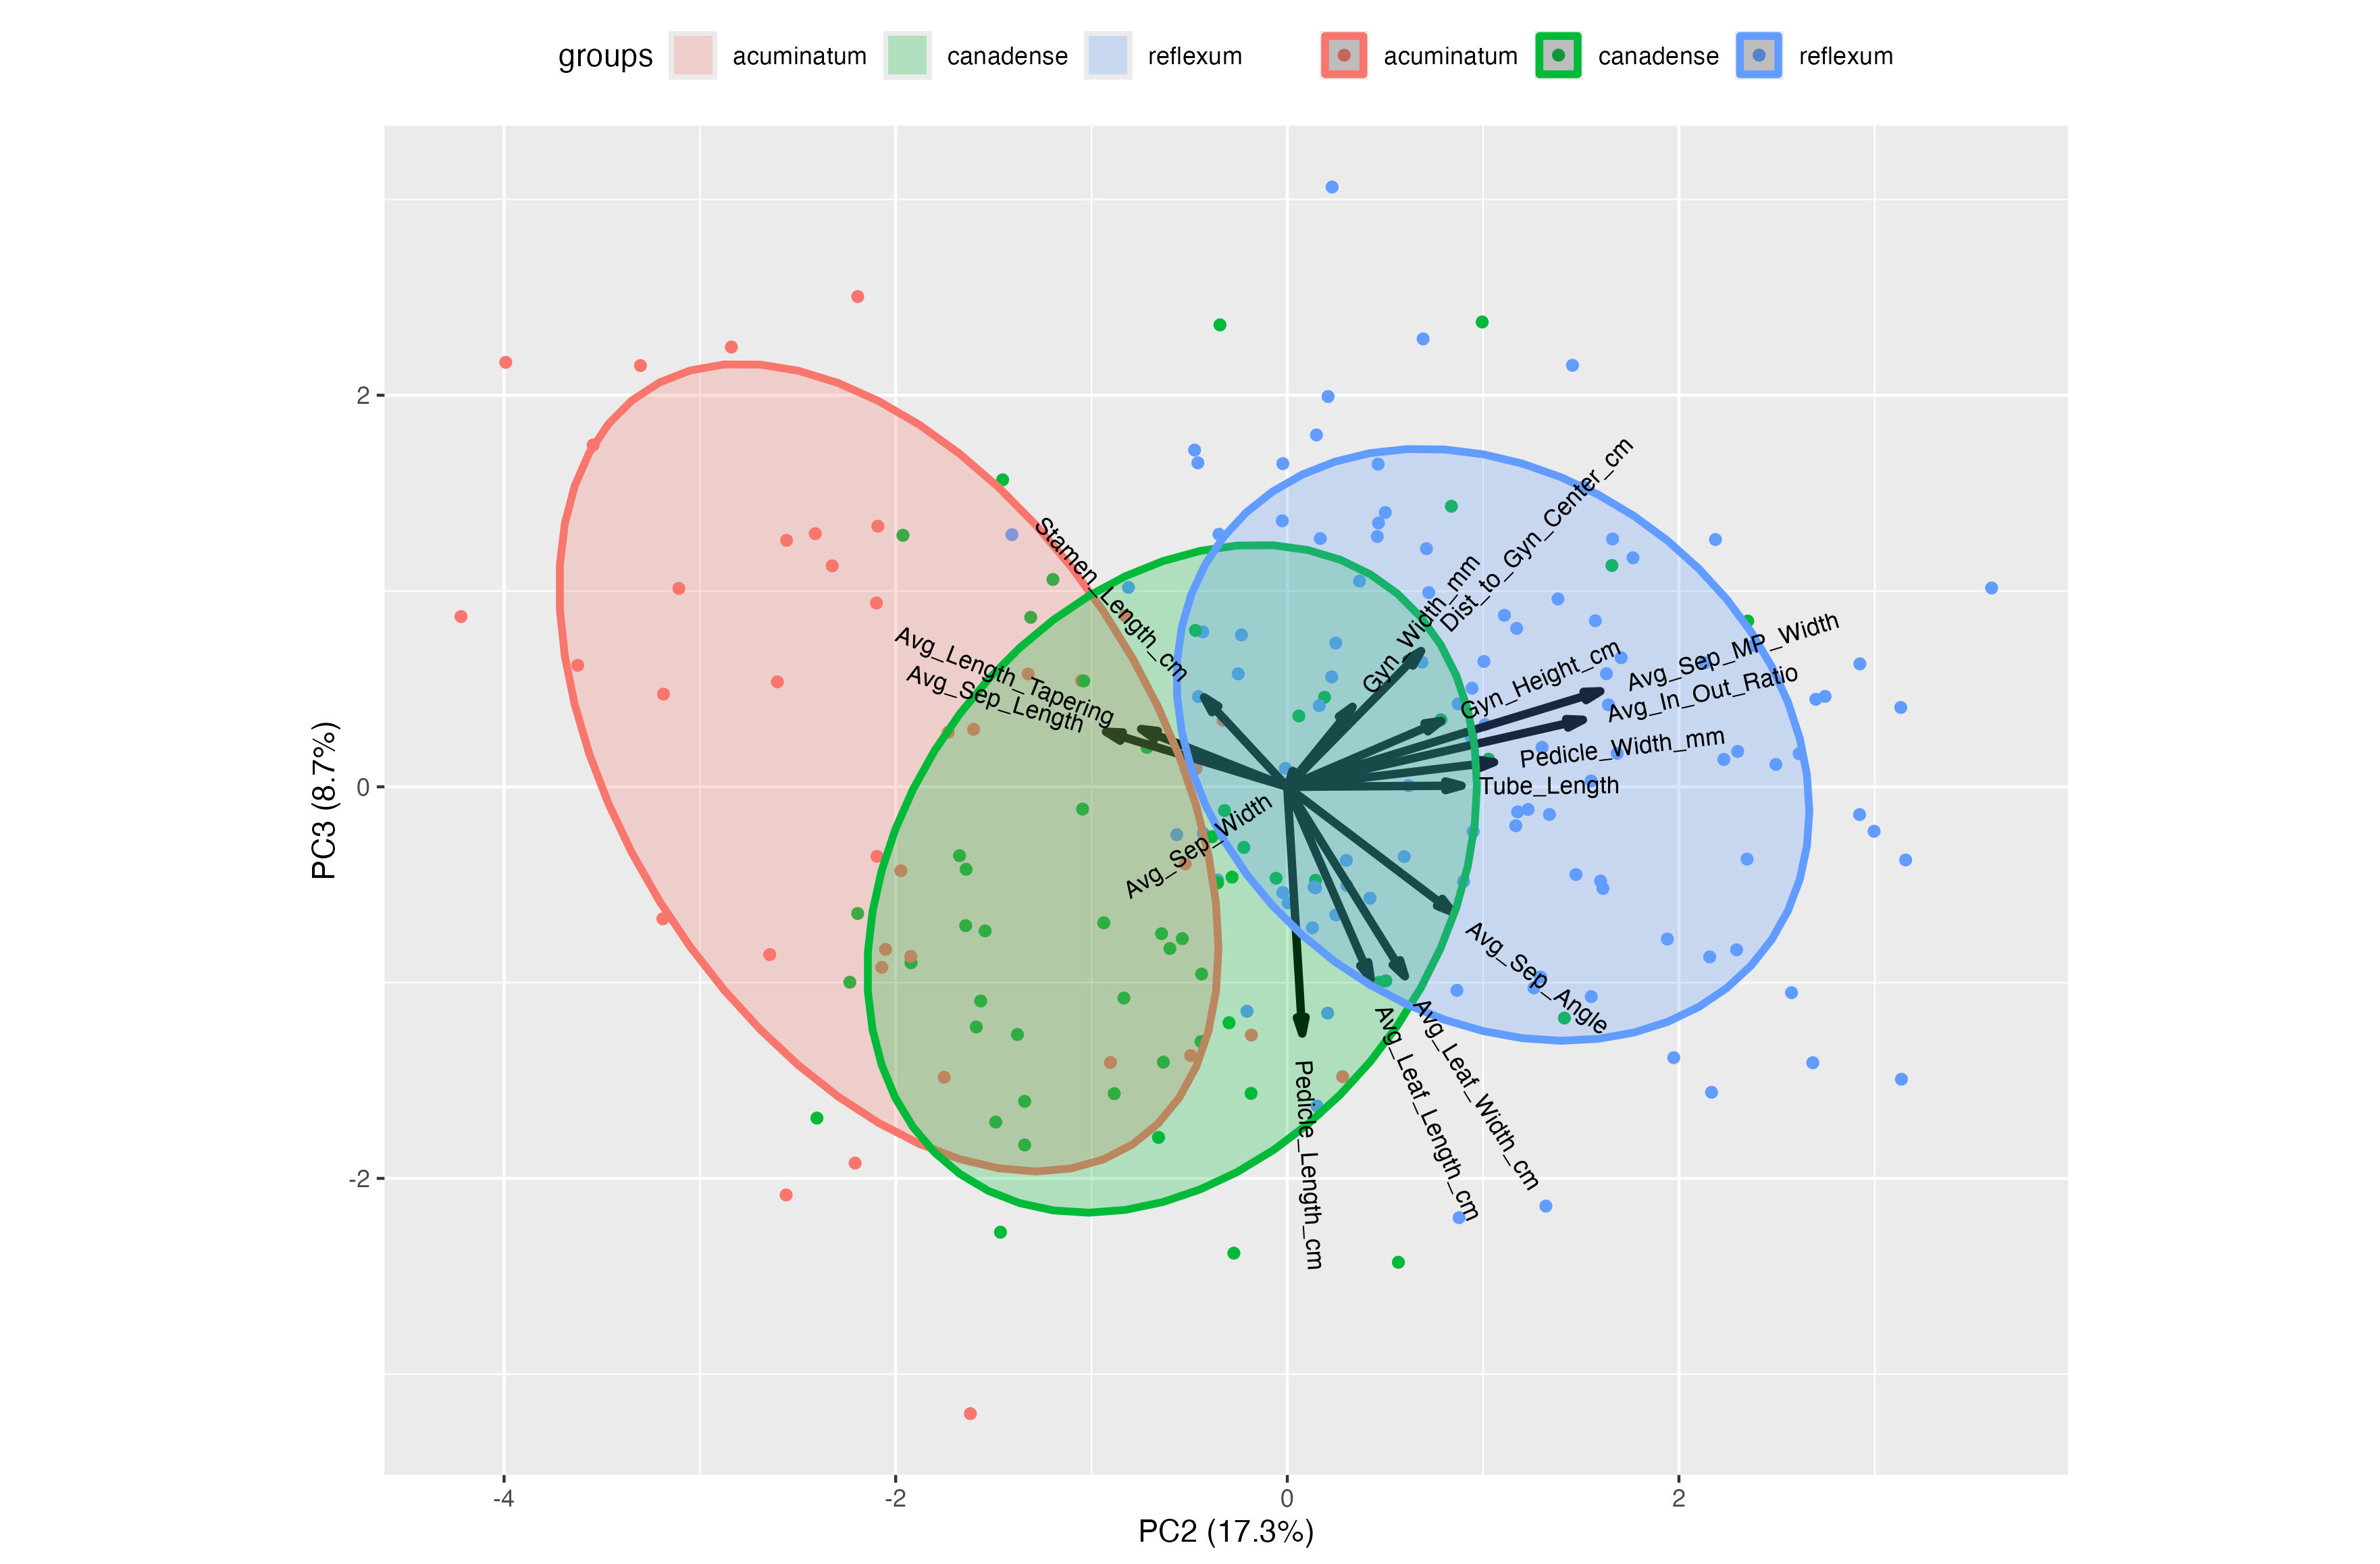 groups acuminatum canadense reflexum acuminatum canadense reflexum
PC3 (8.7%)
2
0
-2
Stamen_Length_cm
Dist_to_Gyn_Center_cm
Gyn_Width_mm
Avg_Length_Tapering
Avg_Sep_Length
Gyn_Height_cm
Avg_Sep_MP_Width
Avg_In_Out_Ratio
Pedicle_Width_mm
Tube_Length
Avg_Sep_Width
Avg_Sep_Angle
Avg_Leaf_Width_cm
Avg_Leaf_Length_cm
Pedicle_Length_cm
-4 -2 0 2
PC2 (17.3%)